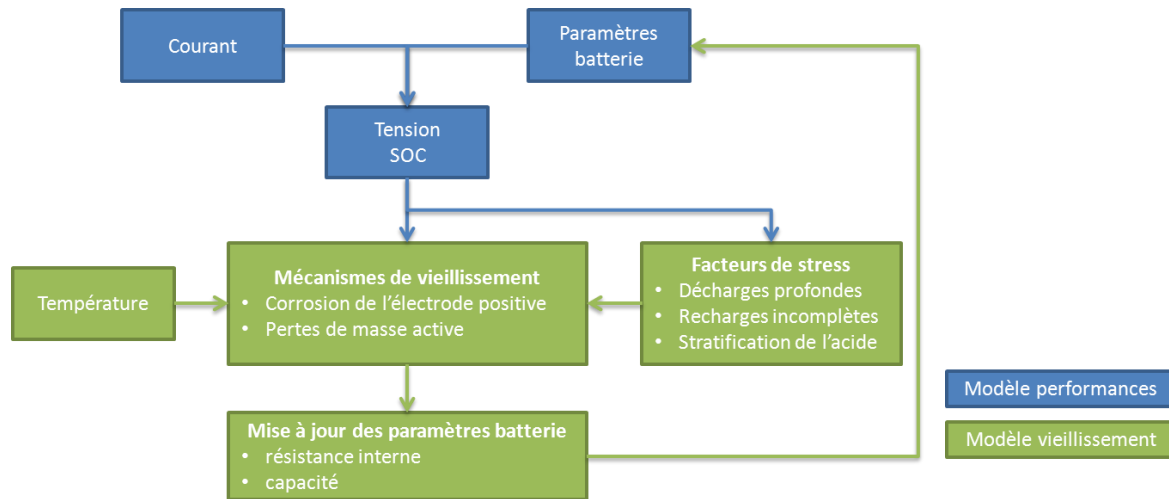 Courant
Paramètres
batterie
Tension
SOC
Mécanismes de vieillissement
• Corrosion de l'électrode positive
• Pertes de masse active
Facteurs de stress
• Décharges profondes
• Recharges incomplètes
• Stratification de l'acide
Température
Mise à jour des paramètres batterie
• résistance interne
• capacité
Modèle performances
Modèle vieillissement